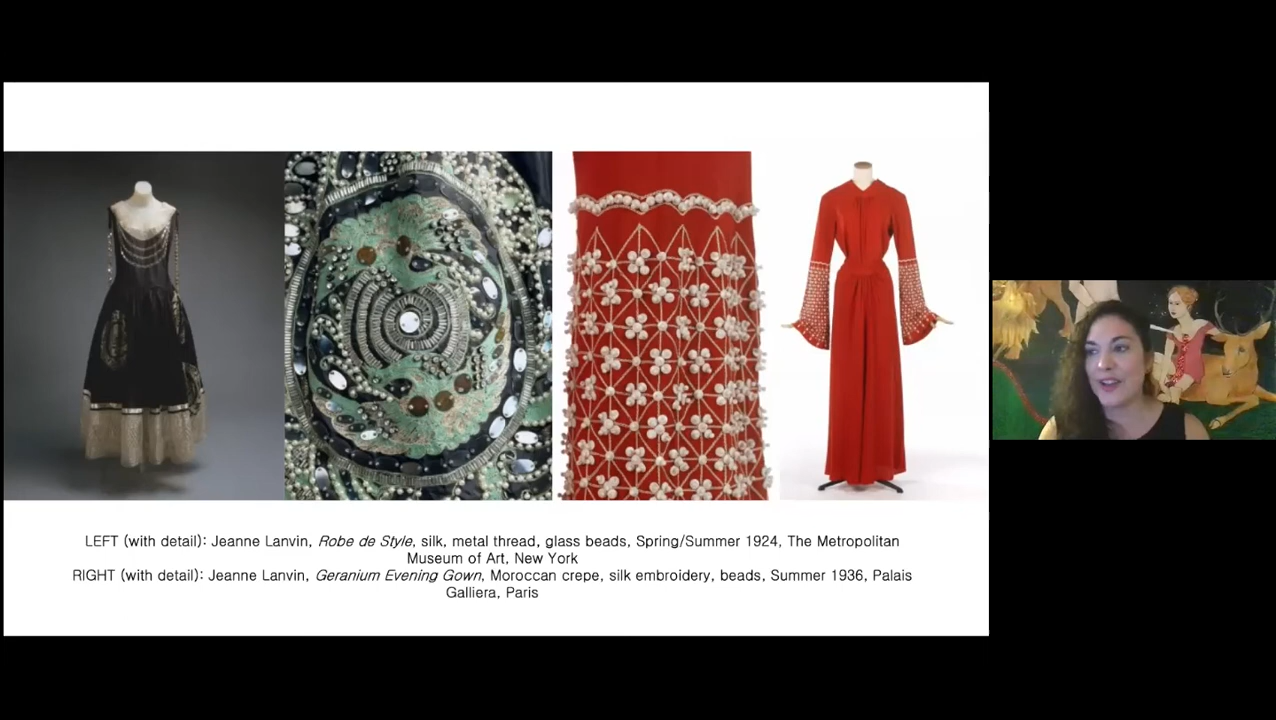 LEFT (with detail): Jeanne Lanvin, Robe de Style, silk, metal thread, glass beads, Spring/Summer 1924, The Metropolitan
Museum of Art, New York
RIGHT (with detail): Jeanne Lanvin, Geranium Evening Gown, Moroccan crepe, silk embroidery, beads, Summer 1936, Palais
Galliera, Paris